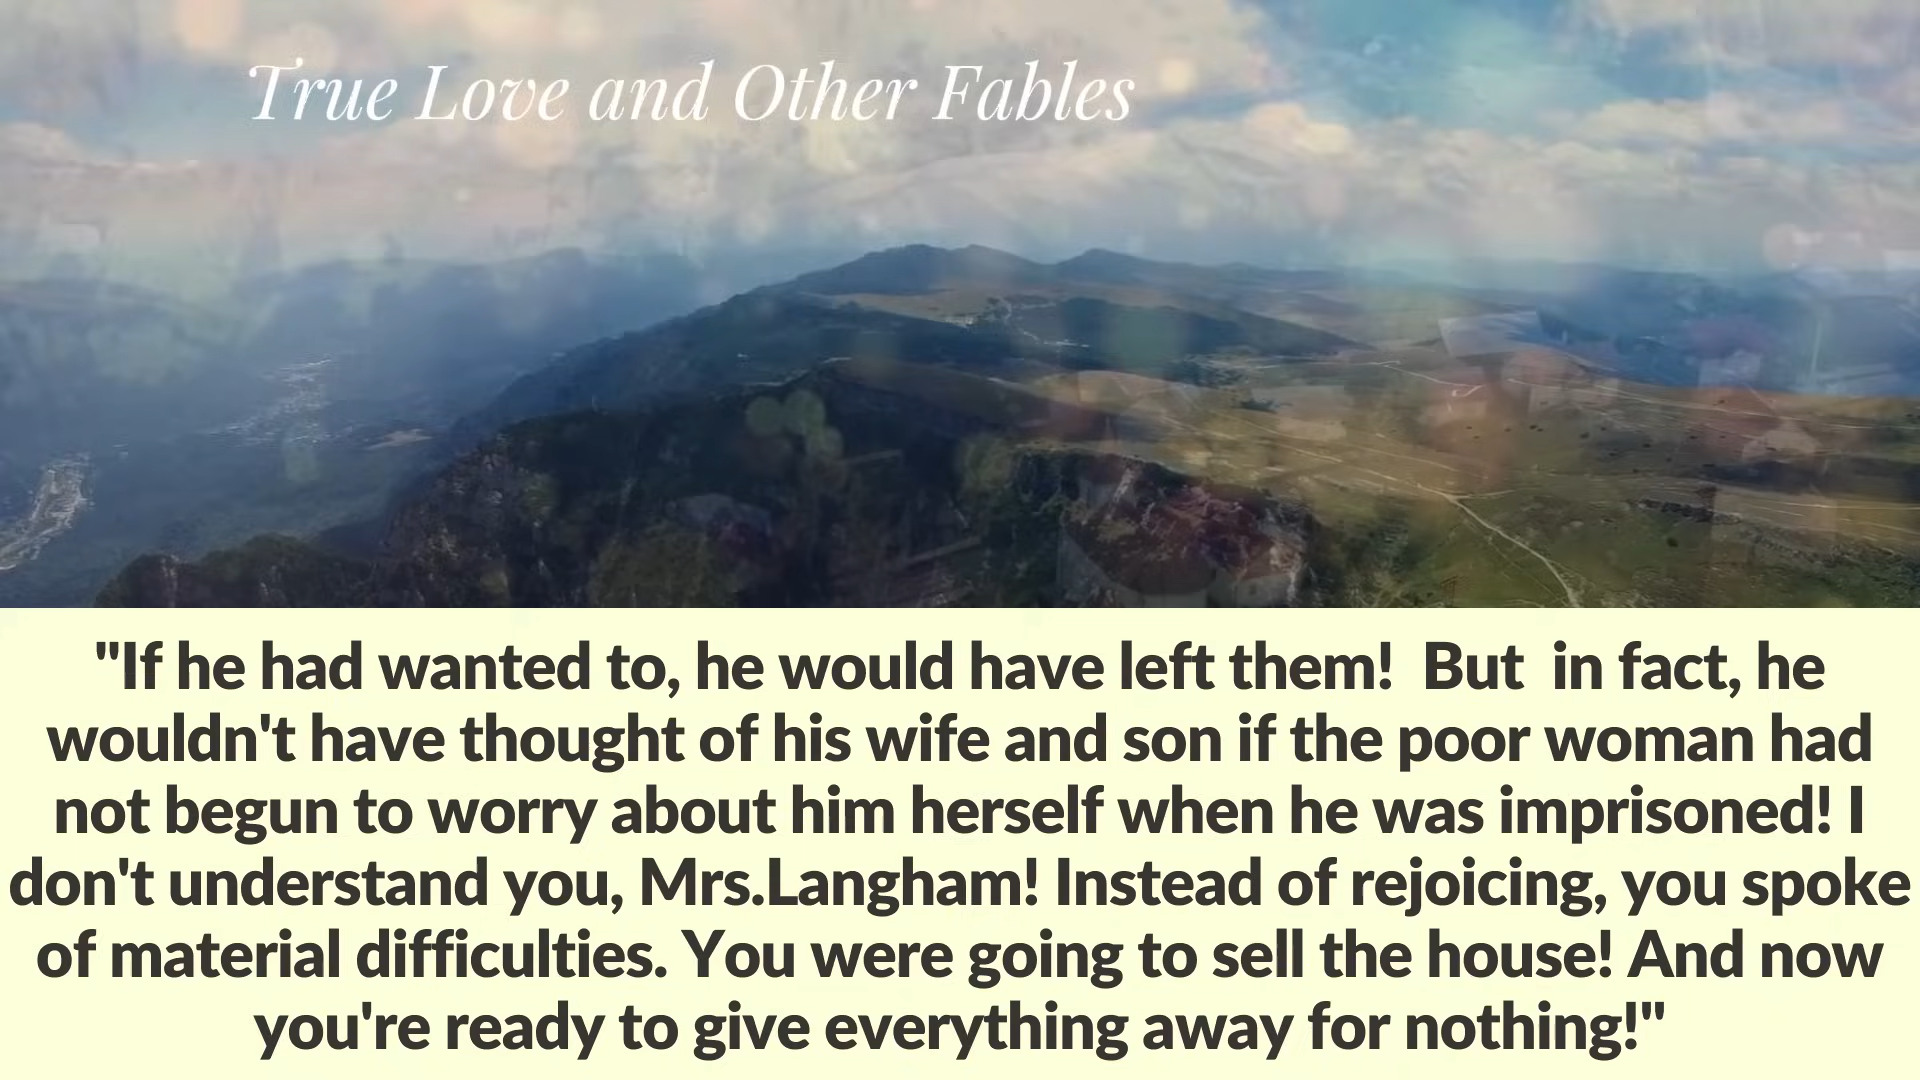 True Love and Other Fables
"If he had wanted to, he would have left them!  But  in fact, he
wouldn't have thought of his wife and son if the poor woman had
not begun to worry about him herself when he was imprisoned! I
don't understand you, Mrs.Langham! Instead of rejoicing, you spoke
of material difficulties. You were going to sell the house! And now
you're ready to give everything away for nothing!"